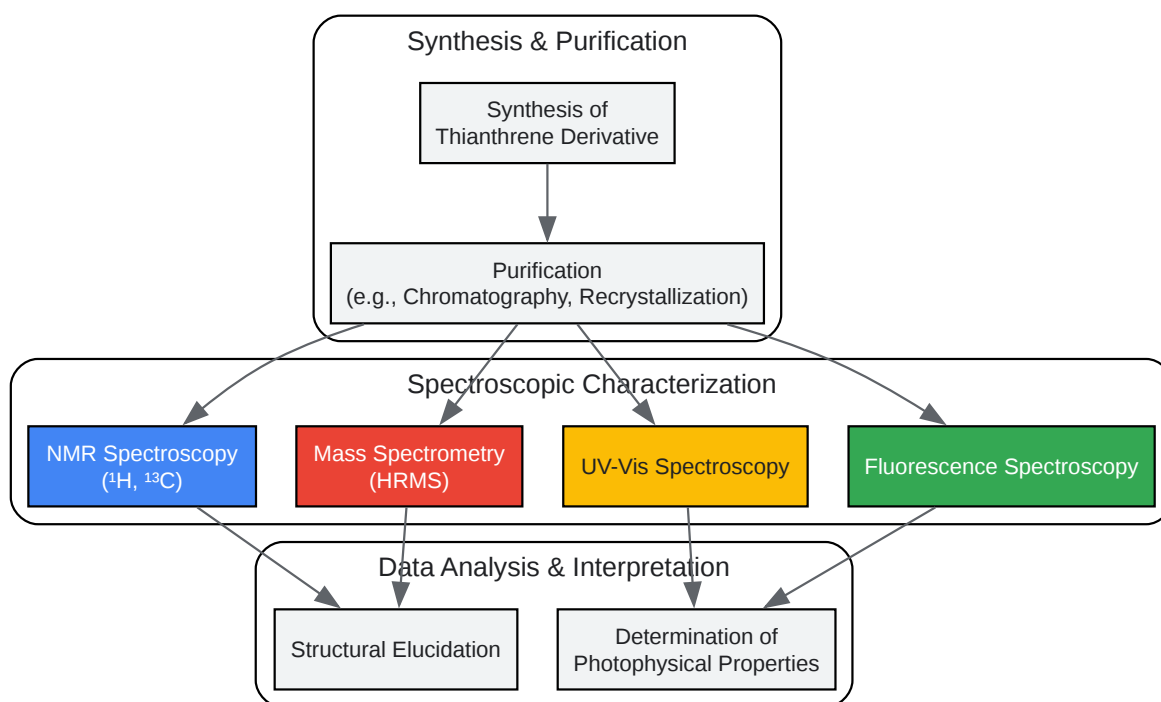 Synthesis & Purification
Synthesis of
Thianthrene Derivative
Purification
(e.g., Chromatography, Recrystallization)
Spectroscopic Characterization
NMR Spectroscopy
(¹H, ¹³C)
Mass Spectrometry
(HRMS)
UV-Vis Spectroscopy
Fluorescence Spectroscopy
Data Analysis & Interpretation
Structural Elucidation
Determination of
Photophysical Properties